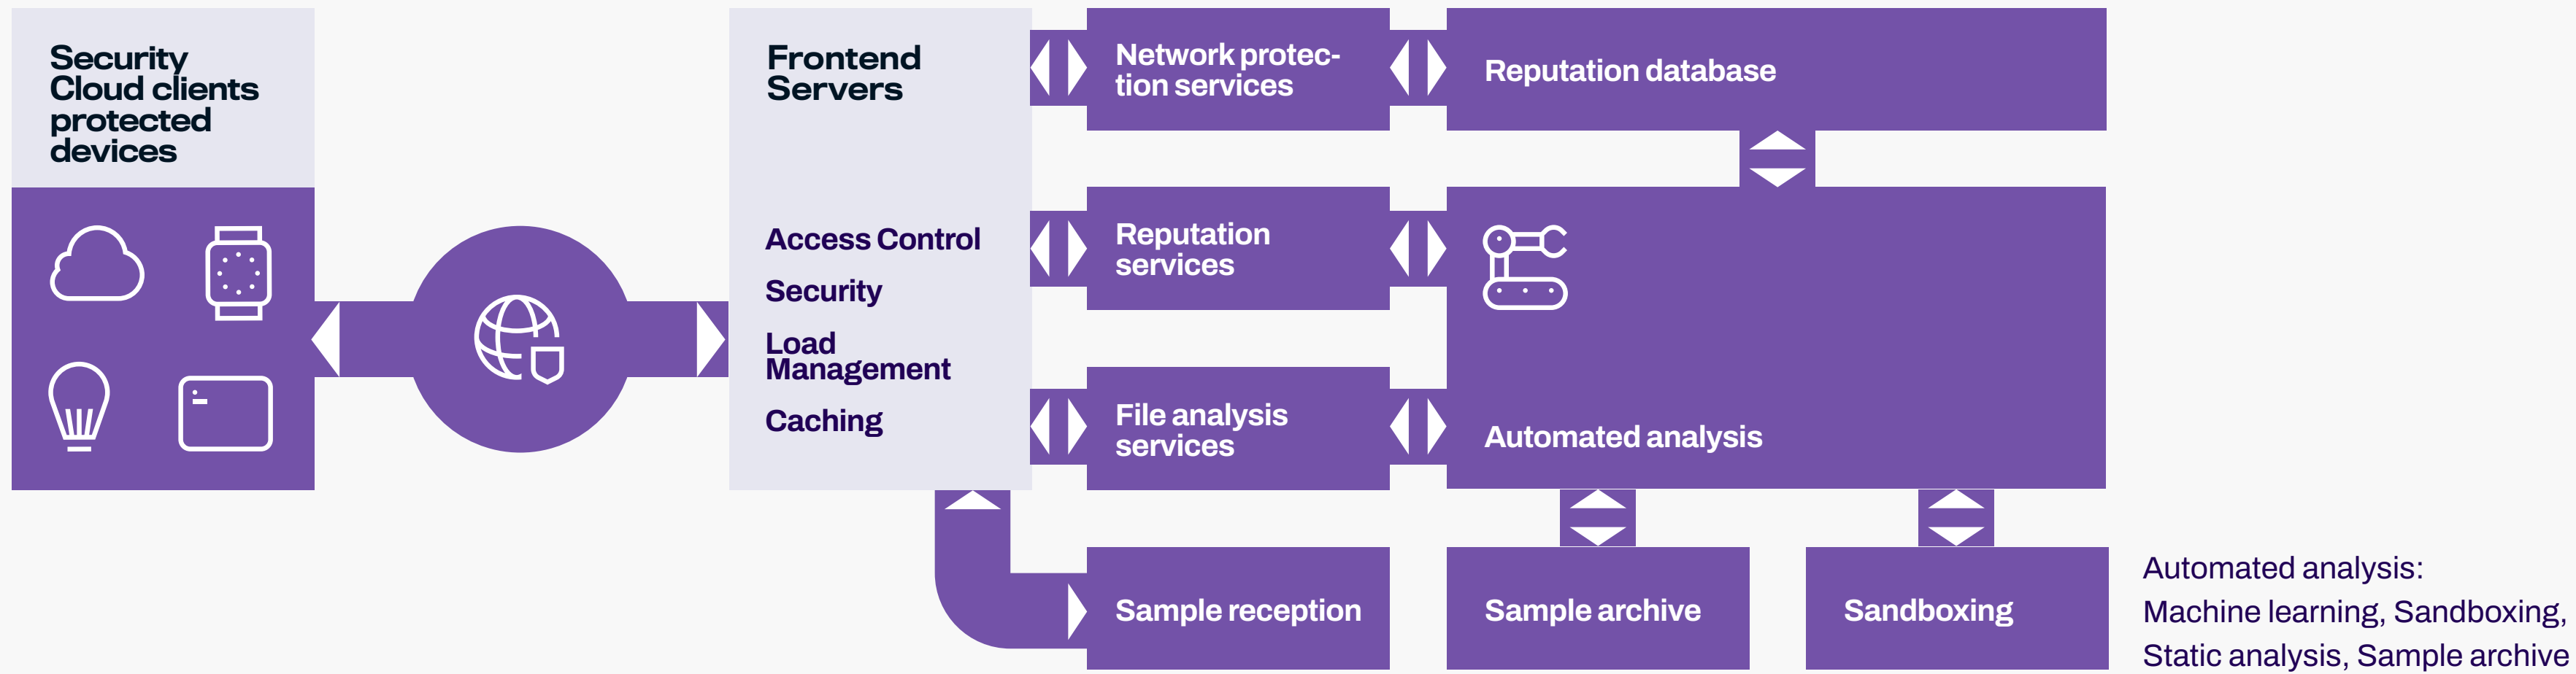 Security
Cloud clients
protected
devices
Frontend
Servers
Access Control
Security
Load
Management
Caching
Network protec-
tion services
Reputation database
Reputation
services
File analysis
services
Automated analysis
Sample reception
Sample archive
Sandboxing
Automated analysis:
Machine learning, Sandboxing,
Static analysis, Sample archive